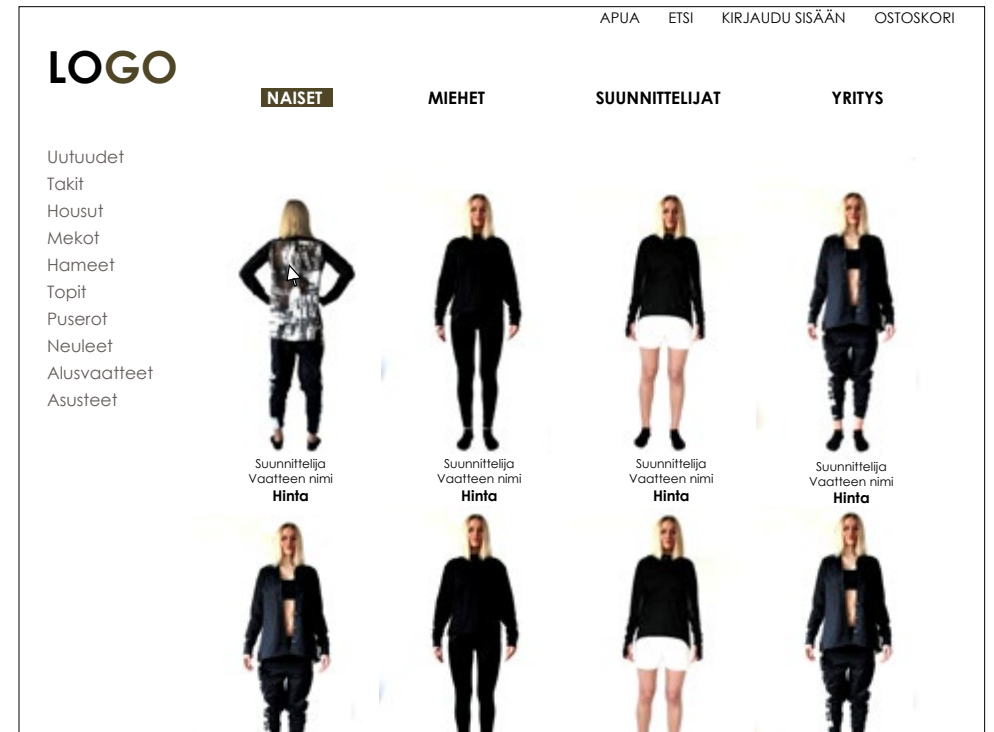 APUA ETSI KIRJAUDU SISÄÄN OSTOSKORI
LOGO
NAISET MIEHET SUUNNITTELIJAT YRITYS
Uutuudet
Takit
Housut
Mekot
Hameet
Topit
Puserot
Neuleet
Alusvaatteet
Asusteet
Suunnittelija
Vaatteen nimi
Hinta
Suunnittelija
Vaatteen nimi
Hinta
Suunnittelija
Vaatteen nimi
Hinta
Suunnittelija
Vaatteen nimi
Hinta